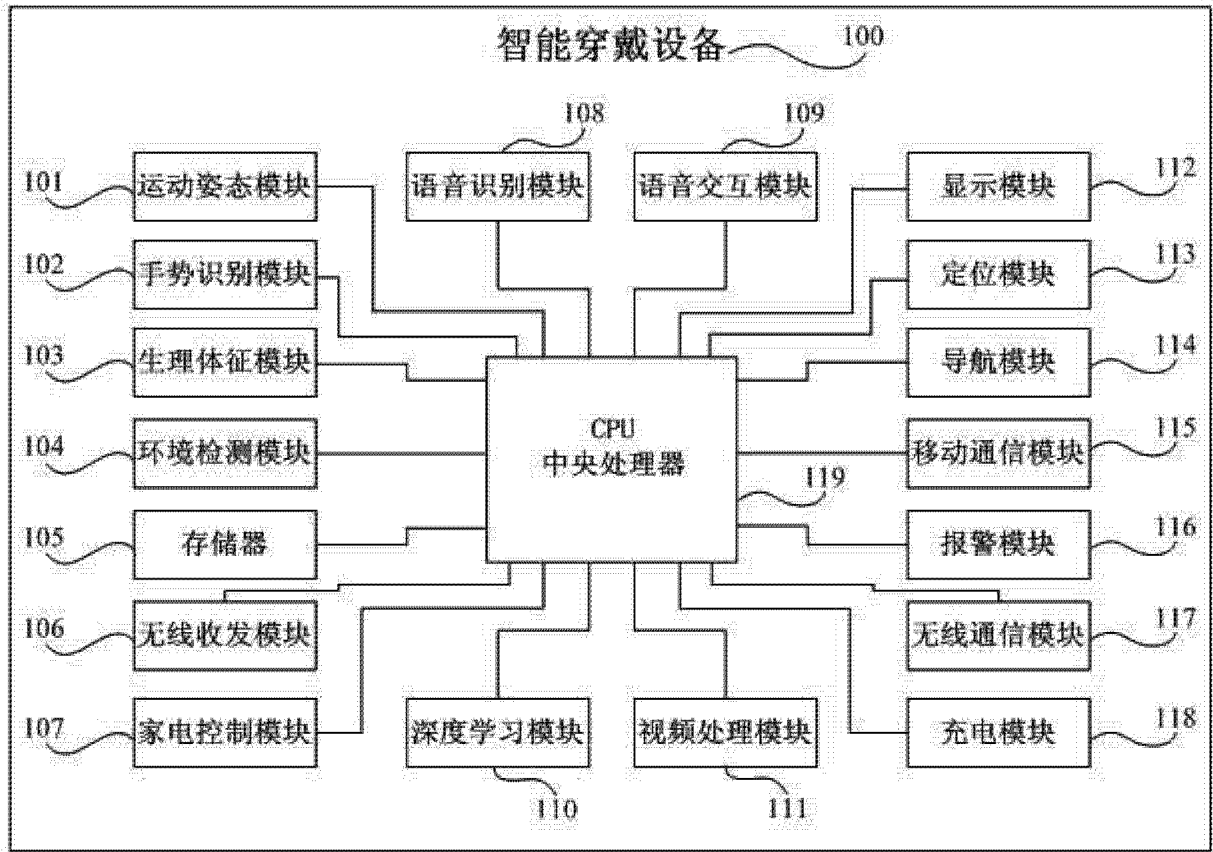 智能穿戴设备 100
108 109
101 运动姿态模块 语音识别模块 语音交互模块 显示模块 112
102 手势识别模块 定位模块 113
103 生理体征模块 导航模块 114
CPU
104 环境检测模块 中央处理器 移动通信模块 115
119
105 存储器 报警模块 116
106 无线收发模块 无线通信模块 117
107 家电控制模块 深度学习模块 视频处理模块 充电模块 118
110 111